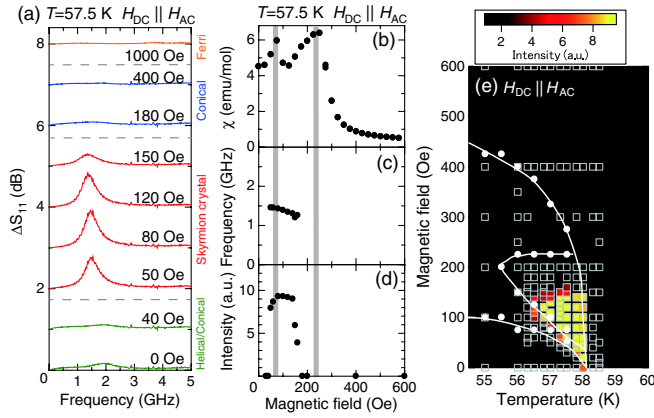 (a) T=57.5 K H_DC || H_AC
ΔS₁₁ (dB)
8
6
4
2
0
1000 Oe
400 Oe
180 Oe
150 Oe
120 Oe
80 Oe
50 Oe
40 Oe
0 Oe
Ferri
Conical
Skyrmion crystal
Helical/Conical
0 1 2 3 4 5
Frequency (GHz)
T=57.5 K H_DC || H_AC
(b)
χ (emu/mol)
6
4
2
0
(c)
Frequency (GHz)
2
1
0
(d)
Intensity (a.u.)
10
5
0
0 200 400 600
Magnetic field (Oe)
2 4 6 8
Intensity (a.u.)
(e) H_DC || H_AC
Magnetic field (Oe)
600
500
400
300
200
100
0
55 56 57 58 59 60
Temperature (K)